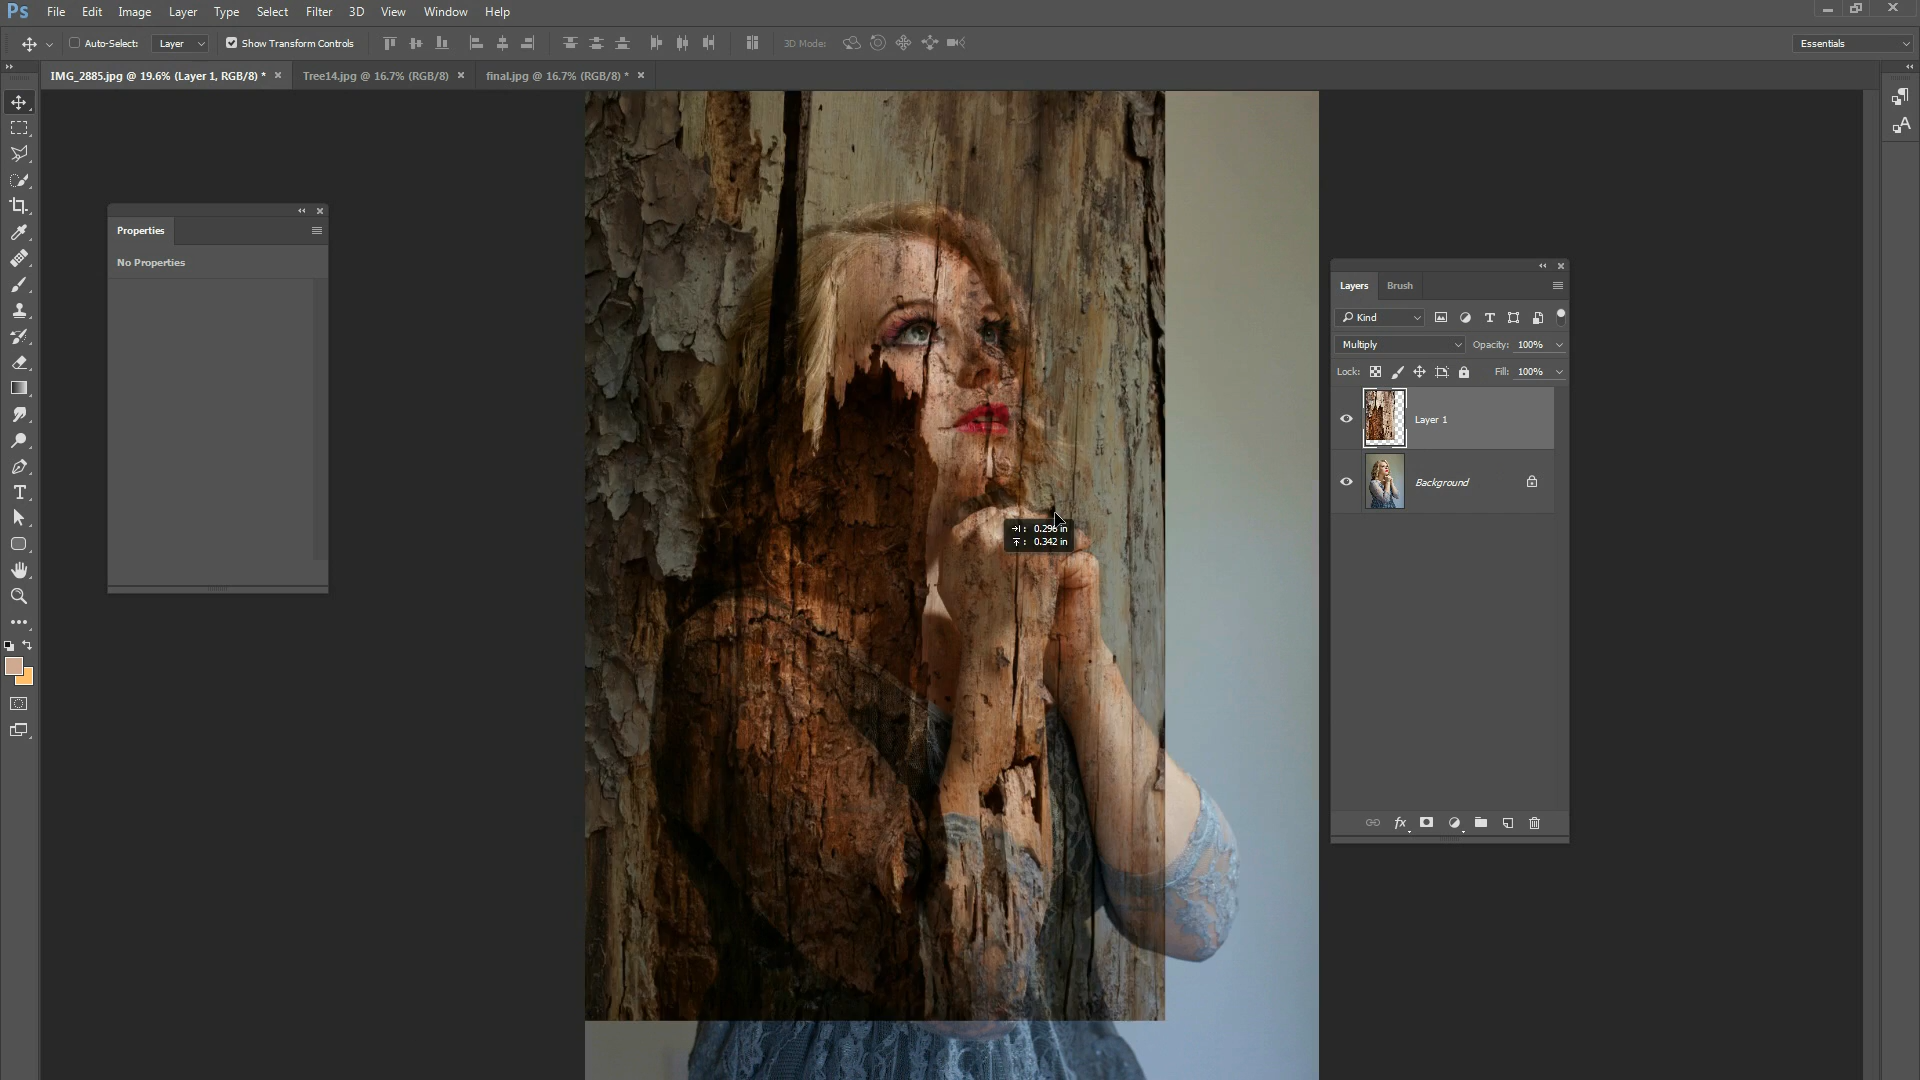 Ps File Edit Image Layer Type Select Filter 3D View Window Help
Auto-Select: Layer Show Transform Controls 3D Mode: Essentials
IMG_2885.jpg @ 19.6% (Layer 1, RGB/8) * Tree14.jpg @ 16.7% (RGB/8) final.jpg @ 16.7% (RGB/8) *
Properties
No Properties
Layers Brush
Kind
Multiply Opacity: 100%
Lock: Fill: 100%
Layer 1
Background
: 0.296 in
: 0.342 in
fx